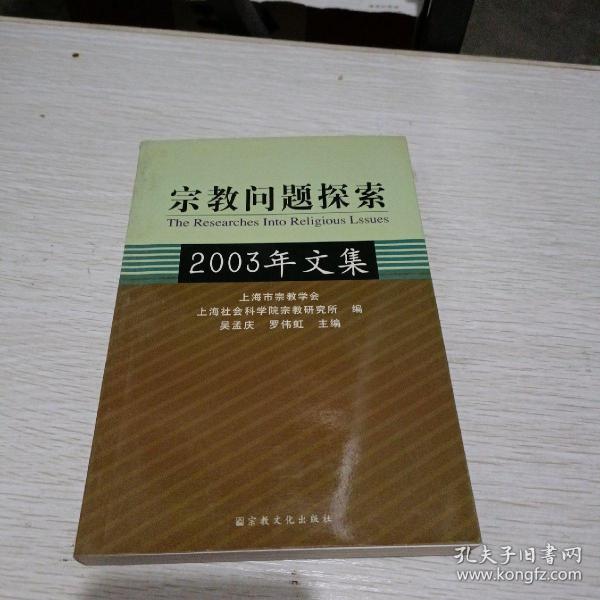 宗教问题探索
The Researches Into Religious Lssues
2003年文集
上海市宗教学会
上海社会科学院宗教研究所 编
吴孟庆 罗伟虹 主编
宗教文化出版社
孔夫子旧书网
www.kongfz.com